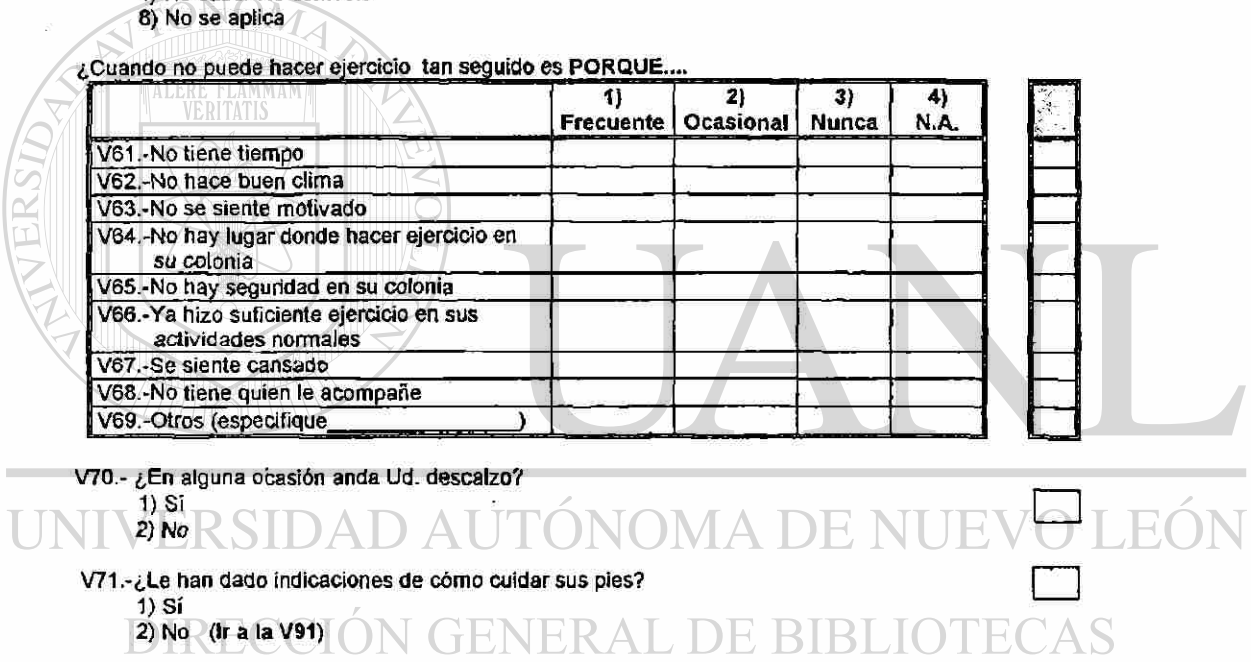 8) No se aplica
¿Cuando no puede hacer ejercicio tan seguido es PORQUE....
1) 2) 3) 4)
Frecuente Ocasional Nunca N.A.
V61.-No tiene tiempo
V62.-No hace buen clima
V63.-No se siente motivado
V64.-No hay lugar donde hacer ejercicio en
su colonia
V65.-No hay seguridad en su colonia
V66.-Ya hizo suficiente ejercicio en sus
actividades normales
V67.-Se siente cansado
V68.-No tiene quien le acompañe
V69.-Otros (especifique____________________)
V70.- ¿En alguna ocasión anda Ud. descalzo?
1) Sí
2) No
V71.-¿Le han dado indicaciones de cómo cuidar sus pies?
1) Sí
2) No (Ir a la V91)
ALERE FLAMMAM
VERITATIS
UANL
UNIVERSIDAD AUTÓNOMA DE NUEVO LEÓN
DIRECCIÓN GENERAL DE BIBLIOTECAS